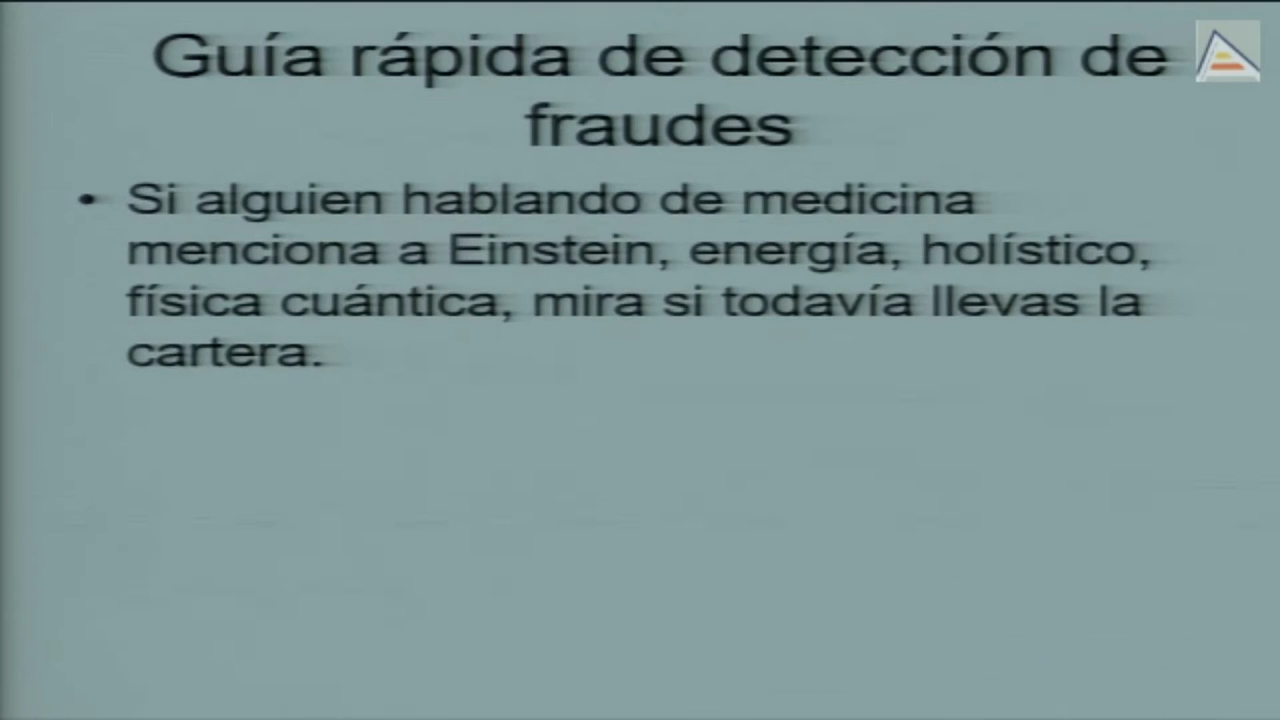 Guía rápida de detección de
fraudes
• Si alguien hablando de medicina
menciona a Einstein, energía, holístico,
física cuántica, mira si todavía llevas la
cartera.